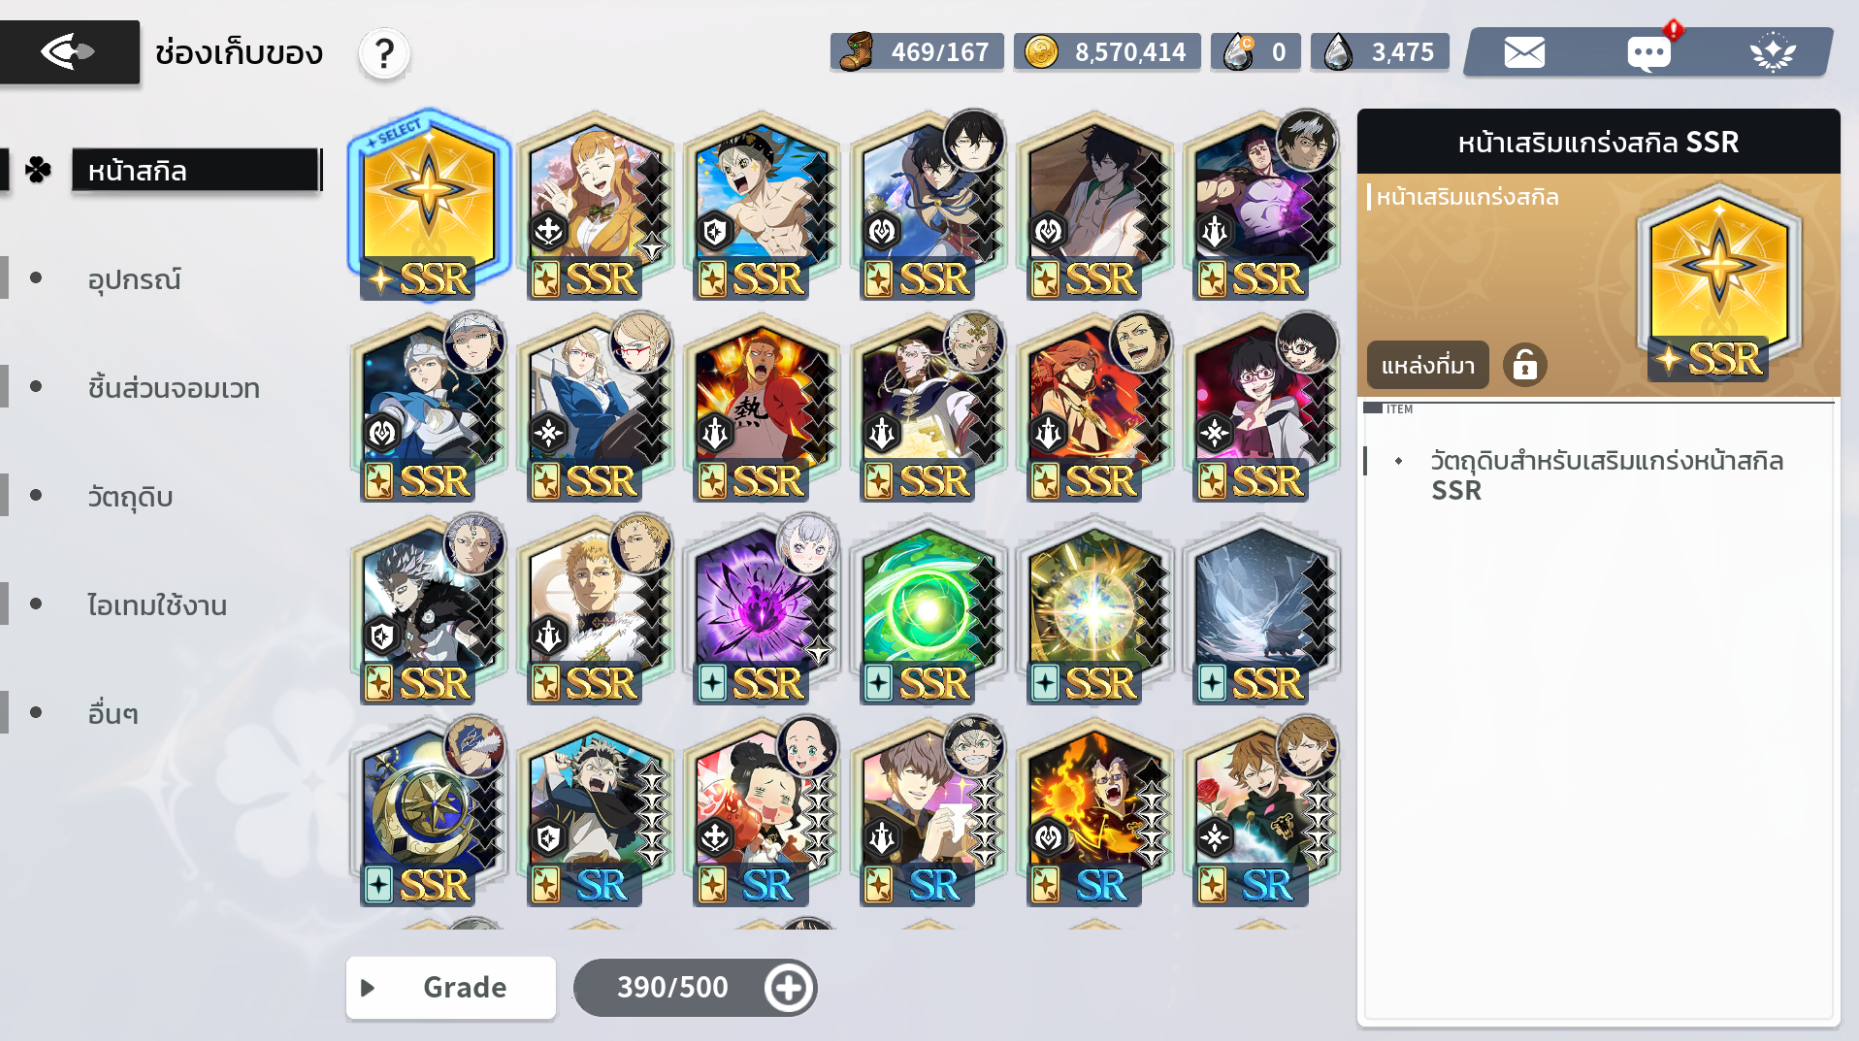 ช่องเก็บของ
?
469/167
8,570,414
0
3,475
หน้าสกิล
อุปกรณ์
ชิ้นส่วนจอมเวท
วัตถุดิบ
ไอเทมใช้งาน
อื่นๆ
SELECT
SSR
SSR
SSR
SSR
SSR
SSR
SSR
SSR
熱
SSR
SSR
SSR
SSR
SSR
SSR
SSR
SSR
SSR
SSR
SSR
SR
SR
SR
SR
SR
Grade
390/500
หน้าเสริมแกร่งสกิล SSR
หน้าเสริมแกร่งสกิล
SSR
แหล่งที่มา
ITEM
วัตถุดิบสำหรับเสริมแกร่งหน้าสกิล
SSR